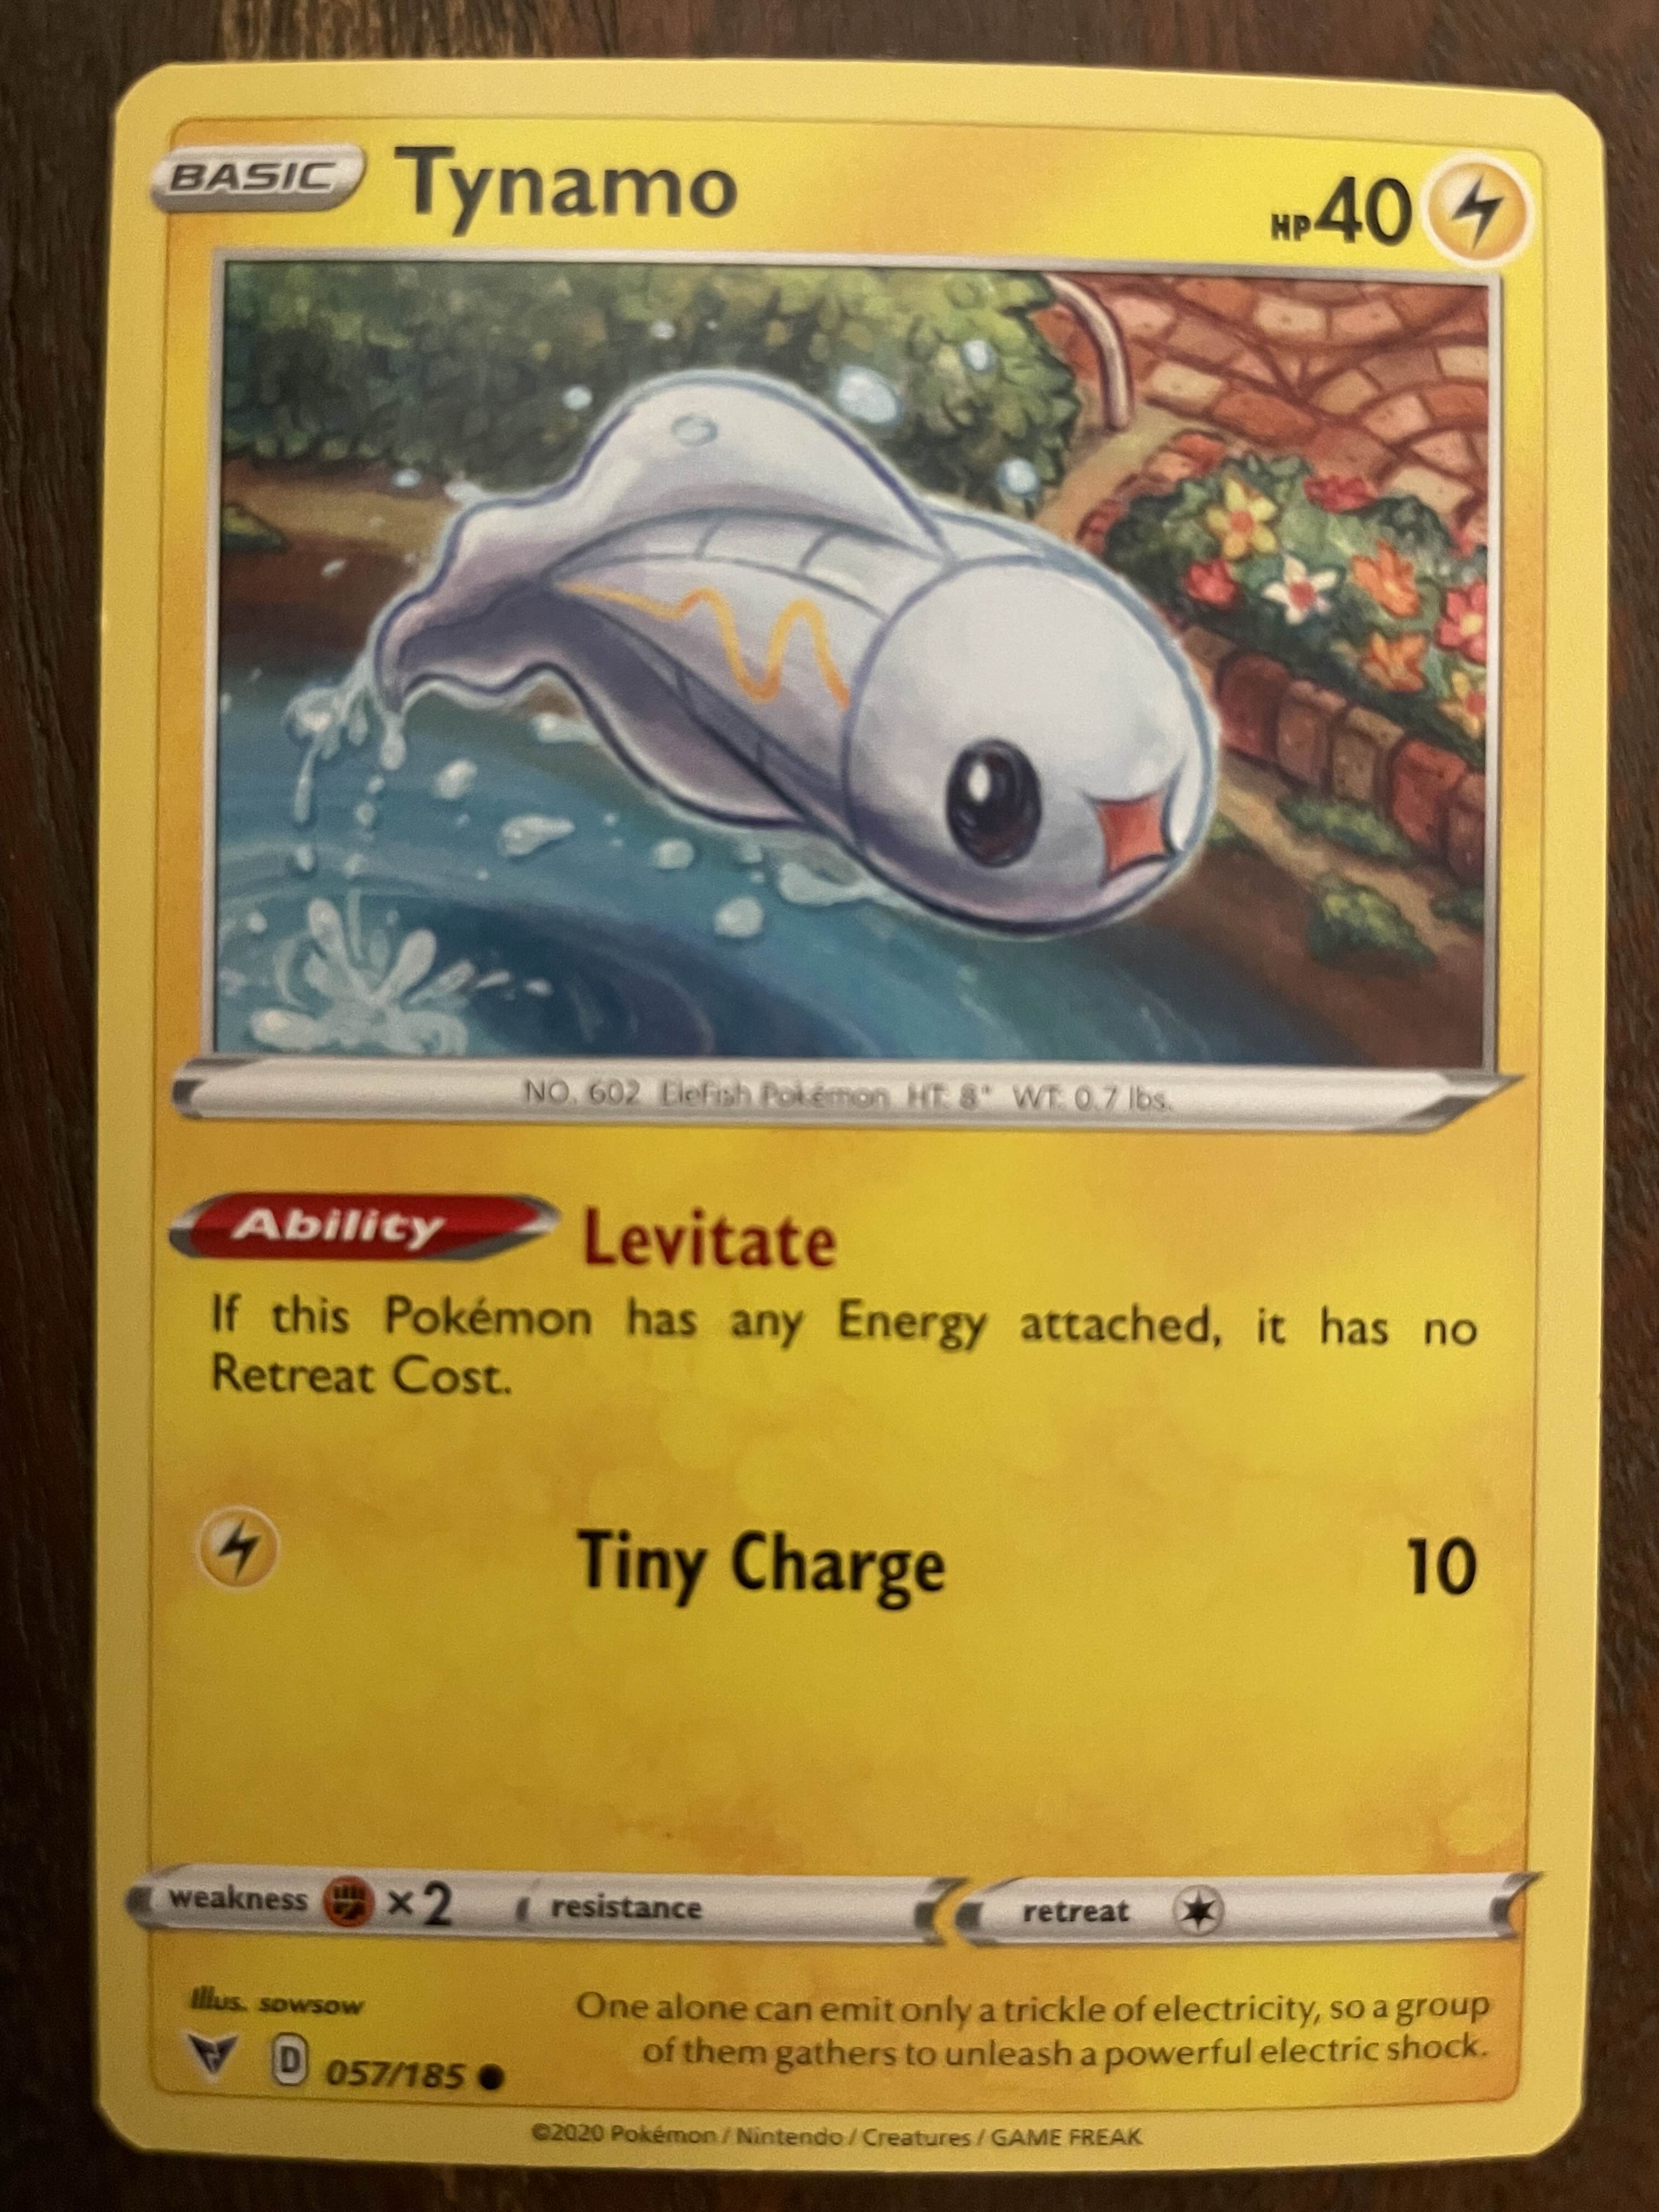 BASIC Tynamo HP 40
NO. 602 EleFish Pokémon HT: 8" WT: 0.7 lbs.
Ability Levitate
If this Pokémon has any Energy attached, it has no
Retreat Cost.
Tiny Charge 10
weakness ×2 resistance retreat
Illus. sowsow
One alone can emit only a trickle of electricity, so a group
of them gathers to unleash a powerful electric shock.
D 057/185
©2020 Pokémon / Nintendo / Creatures / GAME FREAK